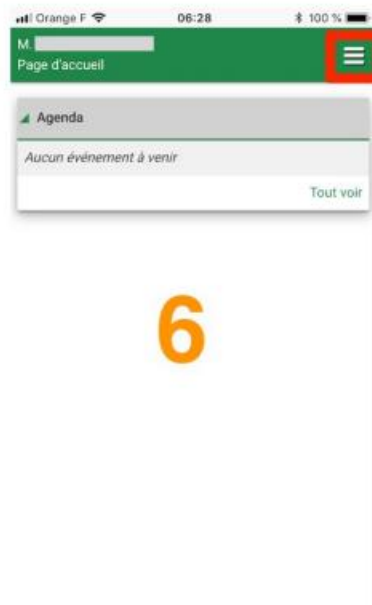 Orange F 06:28 100 %
M.
Page d'accueil
Agenda
Aucun événement à venir
Tout voir
6